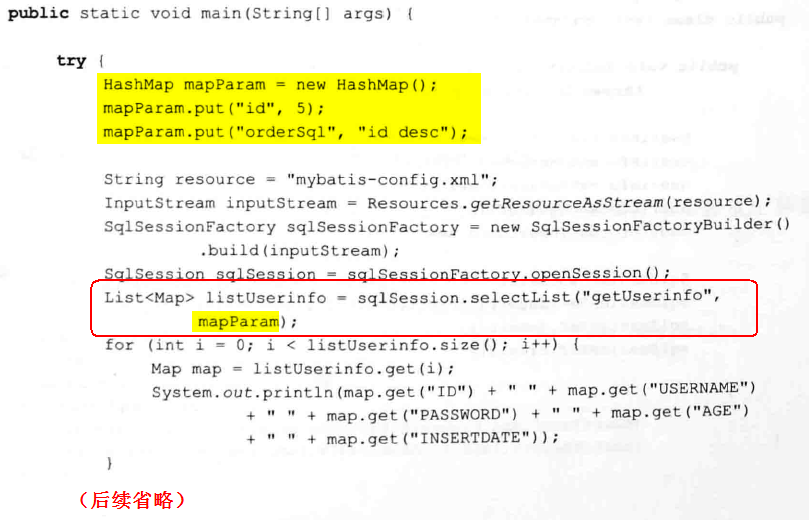 public static void main(String[] args) {
try {
HashMap mapParam = new HashMap();
mapParam.put("id", 5);
mapParam.put("orderSql", "id desc");
String resource = "mybatis-config.xml";
InputStream inputStream = Resources.getResourceAsStream(resource);
SqlSessionFactory sqlSessionFactory = new SqlSessionFactoryBuilder()
.build(inputStream);
SqlSession sqlSession = sqlSessionFactory.openSession();
List<Map> listUserinfo = sqlSession.selectList("getUserinfo",
mapParam);
for (int i = 0; i < listUserinfo.size(); i++) {
Map map = listUserinfo.get(i);
System.out.println(map.get("ID") + " " + map.get("USERNAME")
+ " " + map.get("PASSWORD") + " " + map.get("AGE")
+ " " + map.get("INSERTDATE"));
}
（后续省略）